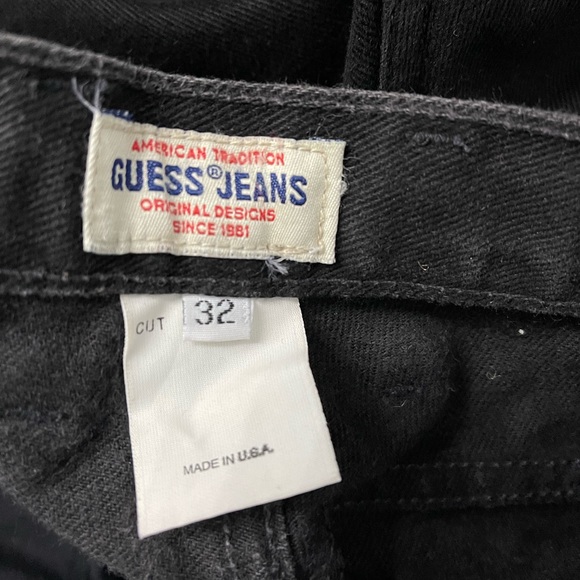 AMERICAN TRADITION
GUESS® JEANS
ORIGINAL DESIGNS
SINCE 1981
CUT 32
MADE IN U.S.A.